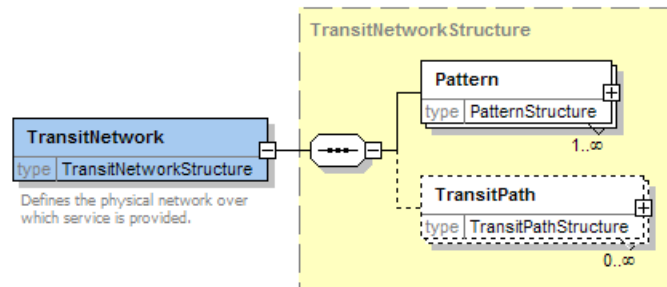 TransitNetworkStructure
Pattern
type PatternStructure
1..∞
TransitNetwork
type TransitNetworkStructure
Defines the physical network over
which service is provided.
TransitPath
type TransitPathStructure
0..∞